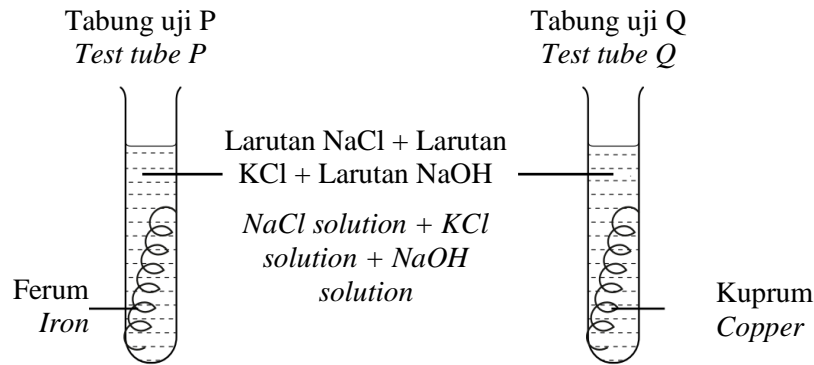 Tabung uji P
Test tube P
Tabung uji Q
Test tube Q
Larutan NaCl + Larutan
KCl + Larutan NaOH
NaCl solution + KCl
solution + NaOH
solution
Ferum
Iron
Kuprum
Copper